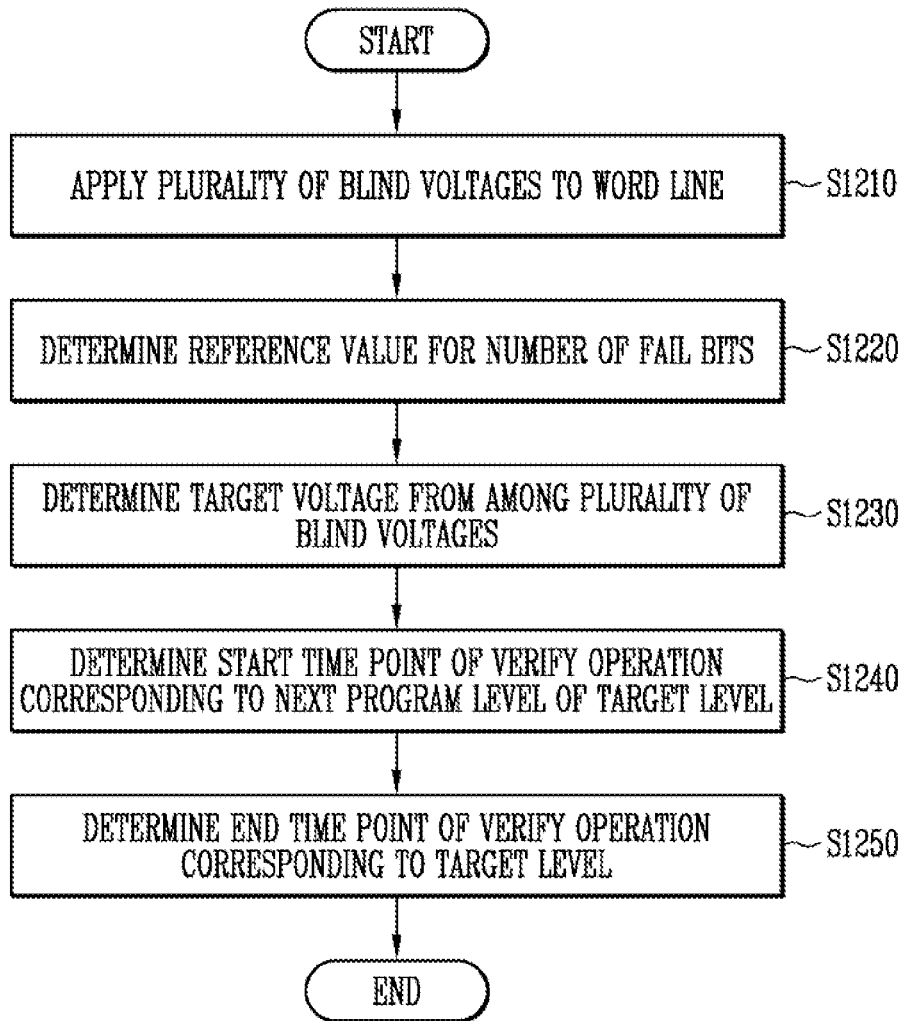 START
APPLY PLURALITY OF BLIND VOLTAGES TO WORD LINE
S1210
DETERMINE REFERENCE VALUE FOR NUMBER OF FAIL BITS
S1220
DETERMINE TARGET VOLTAGE FROM AMONG PLURALITY OF
BLIND VOLTAGES
S1230
DETERMINE START TIME POINT OF VERIFY OPERATION
CORRESPONDING TO NEXT PROGRAM LEVEL OF TARGET LEVEL
S1240
DETERMINE END TIME POINT OF VERIFY OPERATION
CORRESPONDING TO TARGET LEVEL
S1250
END